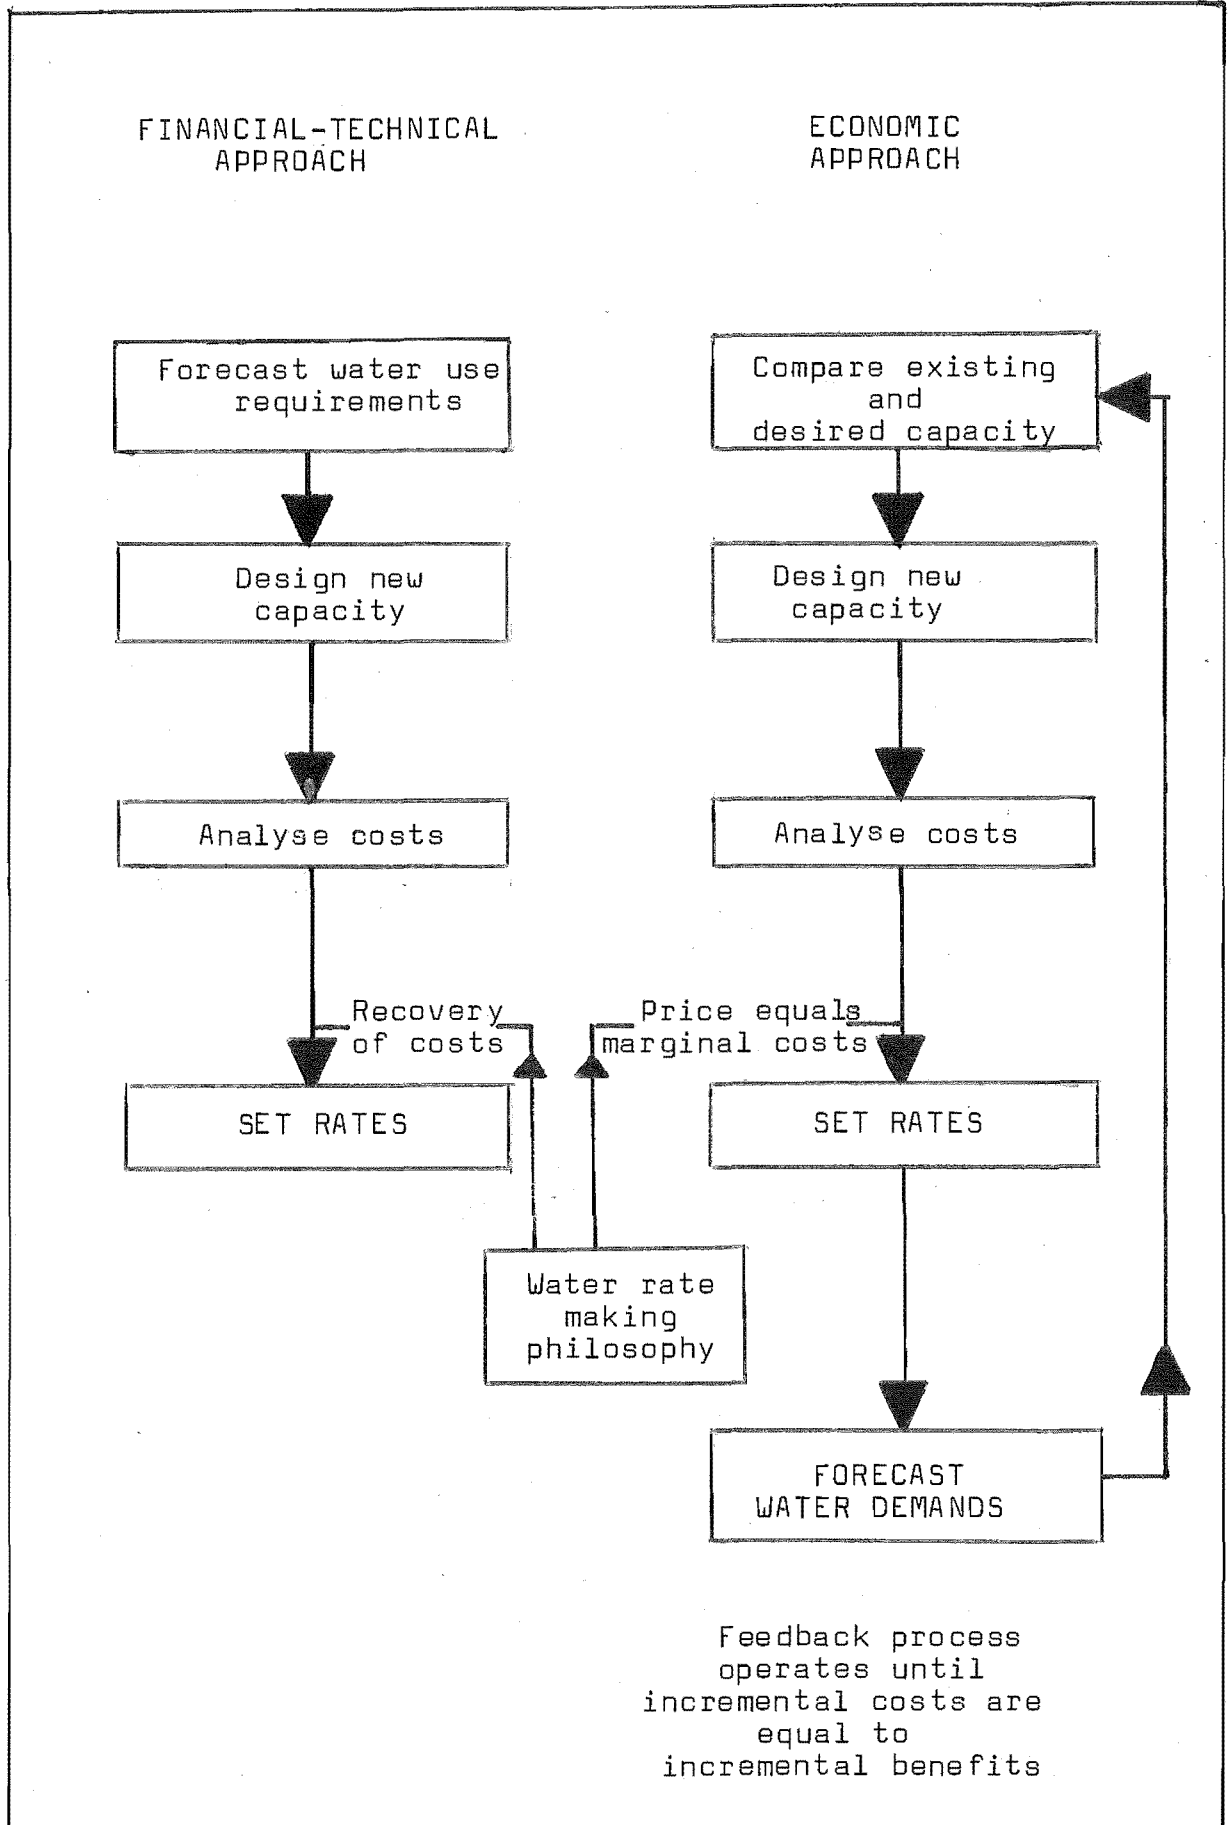 FINANCIAL-TECHNICAL
APPROACH
ECONOMIC
APPROACH
Forecast water use
requirements
Compare existing
and
desired capacity
Design new
capacity
Design new
capacity
Analyse costs
Analyse costs
Recovery
of costs
Price equals
marginal costs
SET RATES
SET RATES
Water rate
making
philosophy
FORECAST
WATER DEMANDS
Feedback process
operates until
incremental costs are
equal to
incremental benefits